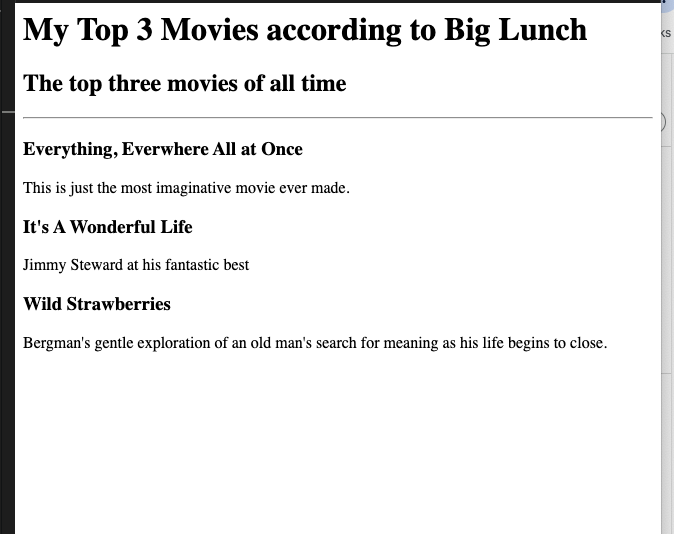 My Top 3 Movies according to Big Lunch
The top three movies of all time
Everything, Everwhere All at Once
This is just the most imaginative movie ever made.
It's A Wonderful Life
Jimmy Steward at his fantastic best
Wild Strawberries
Bergman's gentle exploration of an old man's search for meaning as his life begins to close.